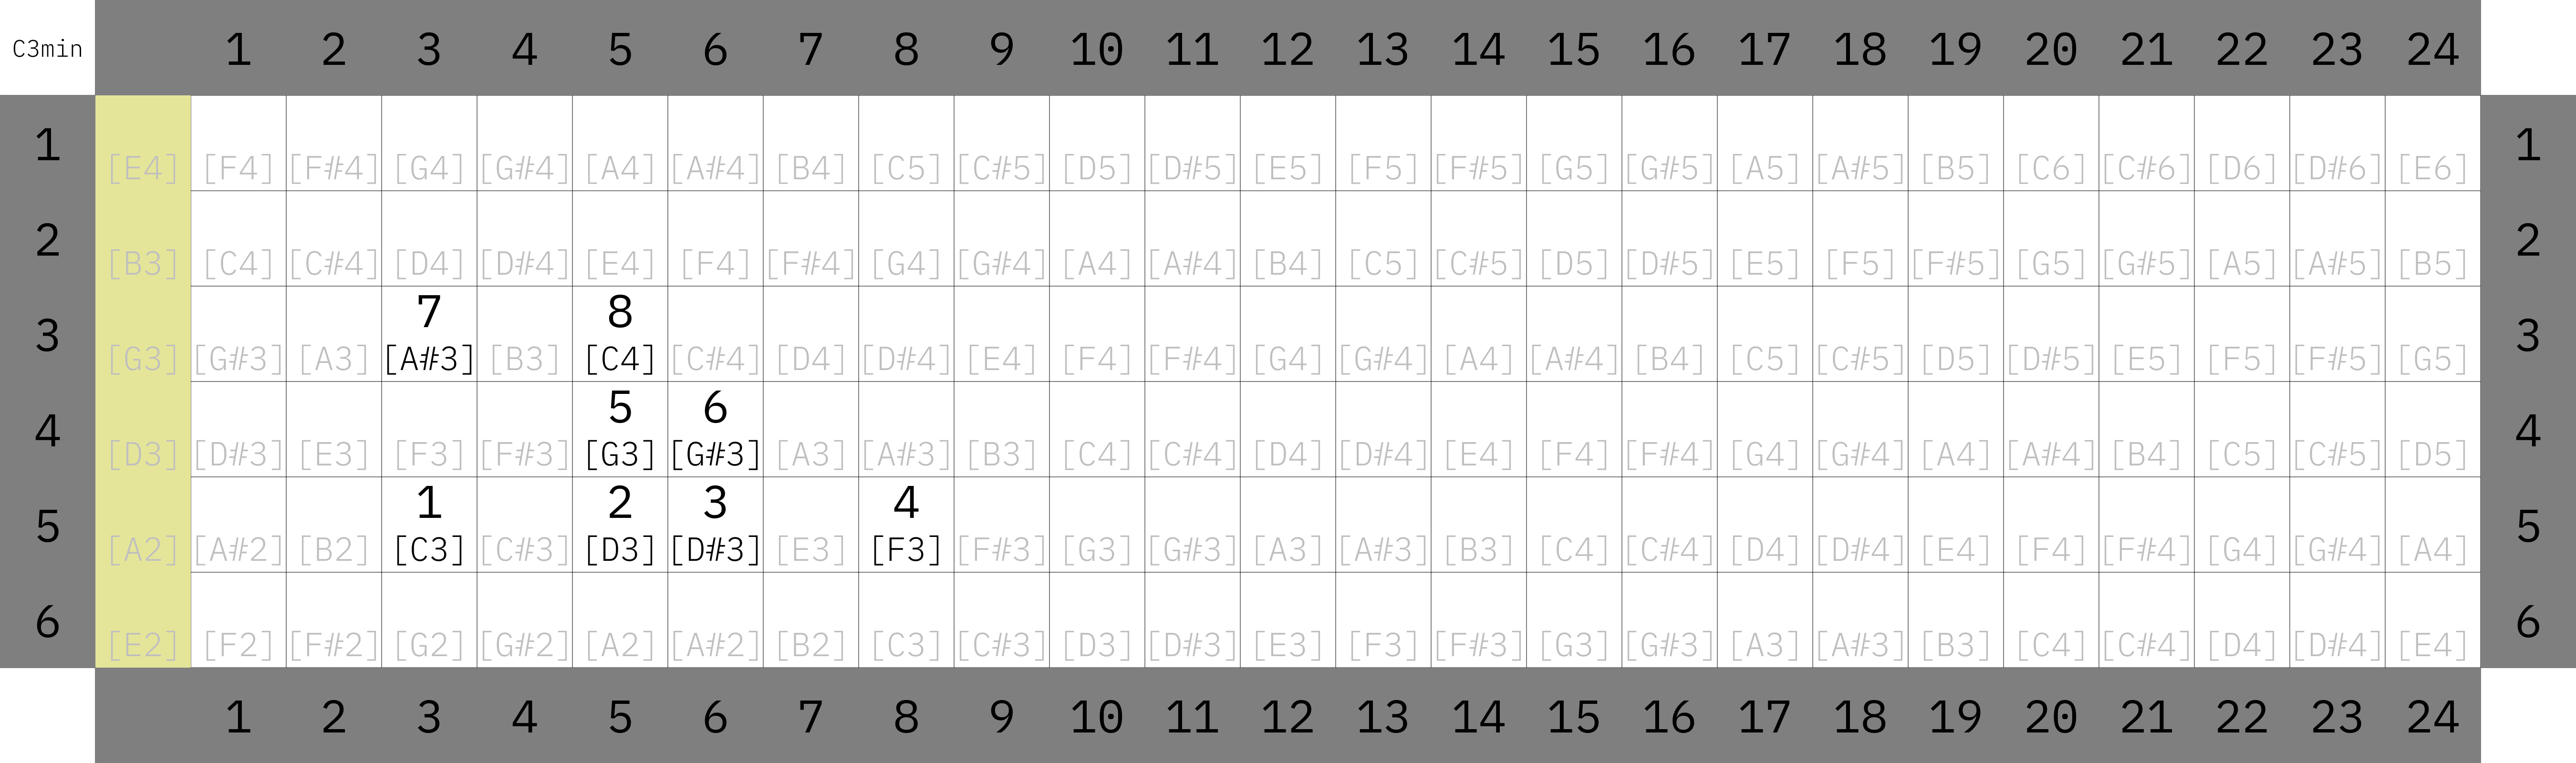 C3min 1 2 3 4 5 6 7 8 9 10 11 12 13 14 15 16 17 18 19 20 21 22 23 24
1 [E4] [F4] [F#4] [G4] [G#4] [A4] [A#4] [B4] [C5] [C#5] [D5] [D#5] [E5] [F5] [F#5] [G5] [G#5] [A5] [A#5] [B5] [C6] [C#6] [D6] [D#6] [E6] 1
2 [B3] [C4] [C#4] [D4] [D#4] [E4] [F4] [F#4] [G4] [G#4] [A4] [A#4] [B4] [C5] [C#5] [D5] [D#5] [E5] [F5] [F#5] [G5] [G#5] [A5] [A#5] [B5] 2
7 8
3 [G3] [G#3] [A3] [A#3] [B3] [C4] [C#4] [D4] [D#4] [E4] [F4] [F#4] [G4] [G#4] [A4] [A#4] [B4] [C5] [C#5] [D5] [D#5] [E5] [F5] [F#5] [G5] 3
5 6
4 [D3] [D#3] [E3] [F3] [F#3] [G3] [G#3] [A3] [A#3] [B3] [C4] [C#4] [D4] [D#4] [E4] [F4] [F#4] [G4] [G#4] [A4] [A#4] [B4] [C5] [C#5] [D5] 4
1 2 3 4
5 [A2] [A#2] [B2] [C3] [C#3] [D3] [D#3] [E3] [F3] [F#3] [G3] [G#3] [A3] [A#3] [B3] [C4] [C#4] [D4] [D#4] [E4] [F4] [F#4] [G4] [G#4] [A4] 5
6 [E2] [F2] [F#2] [G2] [G#2] [A2] [A#2] [B2] [C3] [C#3] [D3] [D#3] [E3] [F3] [F#3] [G3] [G#3] [A3] [A#3] [B3] [C4] [C#4] [D4] [D#4] [E4] 6
1 2 3 4 5 6 7 8 9 10 11 12 13 14 15 16 17 18 19 20 21 22 23 24